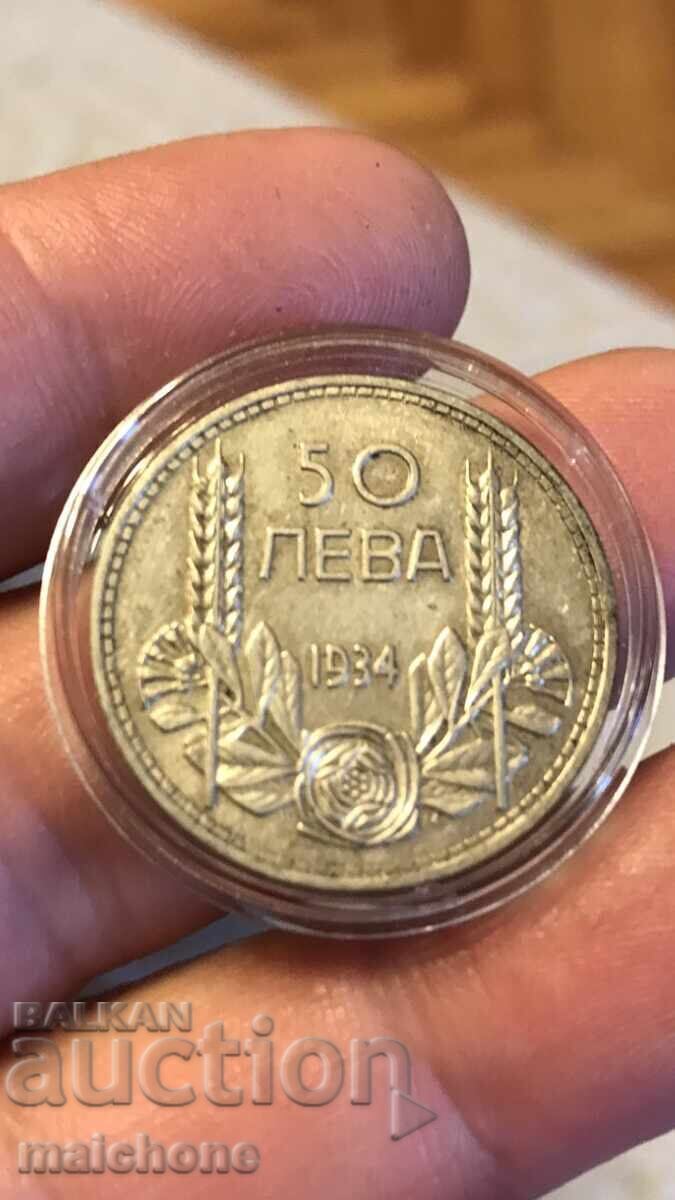 50
ЛЕВА
1934
BALKAN
auction
maichone